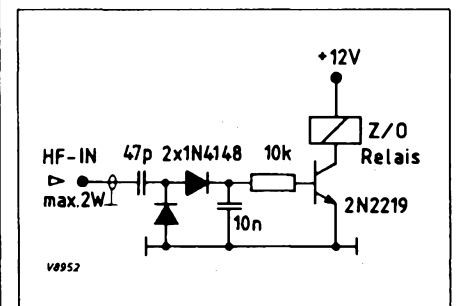 +12V
Z/O
Relais
HF-IN
47p 2x1N4148 10k
max.2W
2N2219
10n
V8952